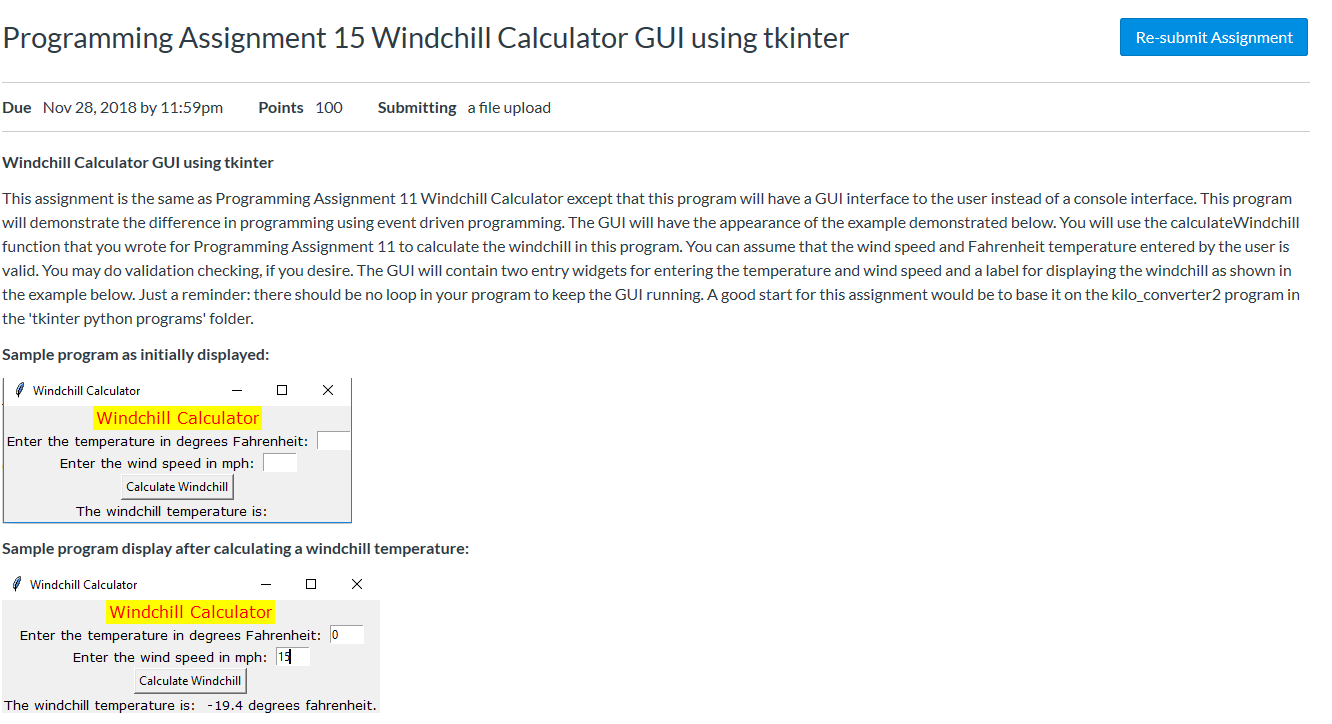 Programming Assignment 15 Windchill Calculator GUI using tkinter
Re-submit Assignment
Due Nov 28, 2018 by 11:59pm Points 100 Submitting a file upload
Windchill Calculator GUI using tkinter
This assignment is the same as Programming Assignment 11 Windchill Calculator except that this program will have a GUI interface to the user instead of a console interface. This program
will demonstrate the difference in programming using event driven programming. The GUI will have the appearance of the example demonstrated below. You will use the calculateWindchill
function that you wrote for Programming Assignment 11 to calculate the windchill in this program. You can assume that the wind speed and Fahrenheit temperature entered by the user is
valid. You may do validation checking, if you desire. The GUI will contain two entry widgets for entering the temperature and wind speed and a label for displaying the windchill as shown in
the example below. Just a reminder: there should be no loop in your program to keep the GUI running. A good start for this assignment would be to base it on the kilo_converter2 program in
the 'tkinter python programs' folder.
Sample program as initially displayed:
Windchill Calculator
Windchill Calculator
Enter the temperature in degrees Fahrenheit:
Enter the wind speed in mph:
Calculate Windchill
The windchill temperature is:
Sample program display after calculating a windchill temperature:
Windchill Calculator
Windchill Calculator
Enter the temperature in degrees Fahrenheit: 0
Enter the wind speed in mph: 15
Calculate Windchill
The windchill temperature is: -19.4 degrees fahrenheit.